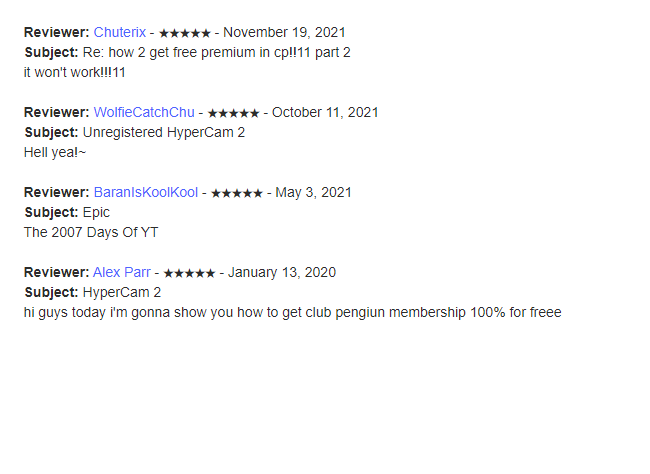 Reviewer: Chuterix - ★★★★★ - November 19, 2021
Subject: Re: how 2 get free premium in cp!!11 part 2
it won't work!!!11
Reviewer: WolfieCatchChu - ★★★★★ - October 11, 2021
Subject: Unregistered HyperCam 2
Hell yea!~
Reviewer: BaranIsKoolKool - ★★★★★ - May 3, 2021
Subject: Epic
The 2007 Days Of YT
Reviewer: Alex Parr - ★★★★★ - January 13, 2020
Subject: HyperCam 2
hi guys today i'm gonna show you how to get club pengiun membership 100% for freee